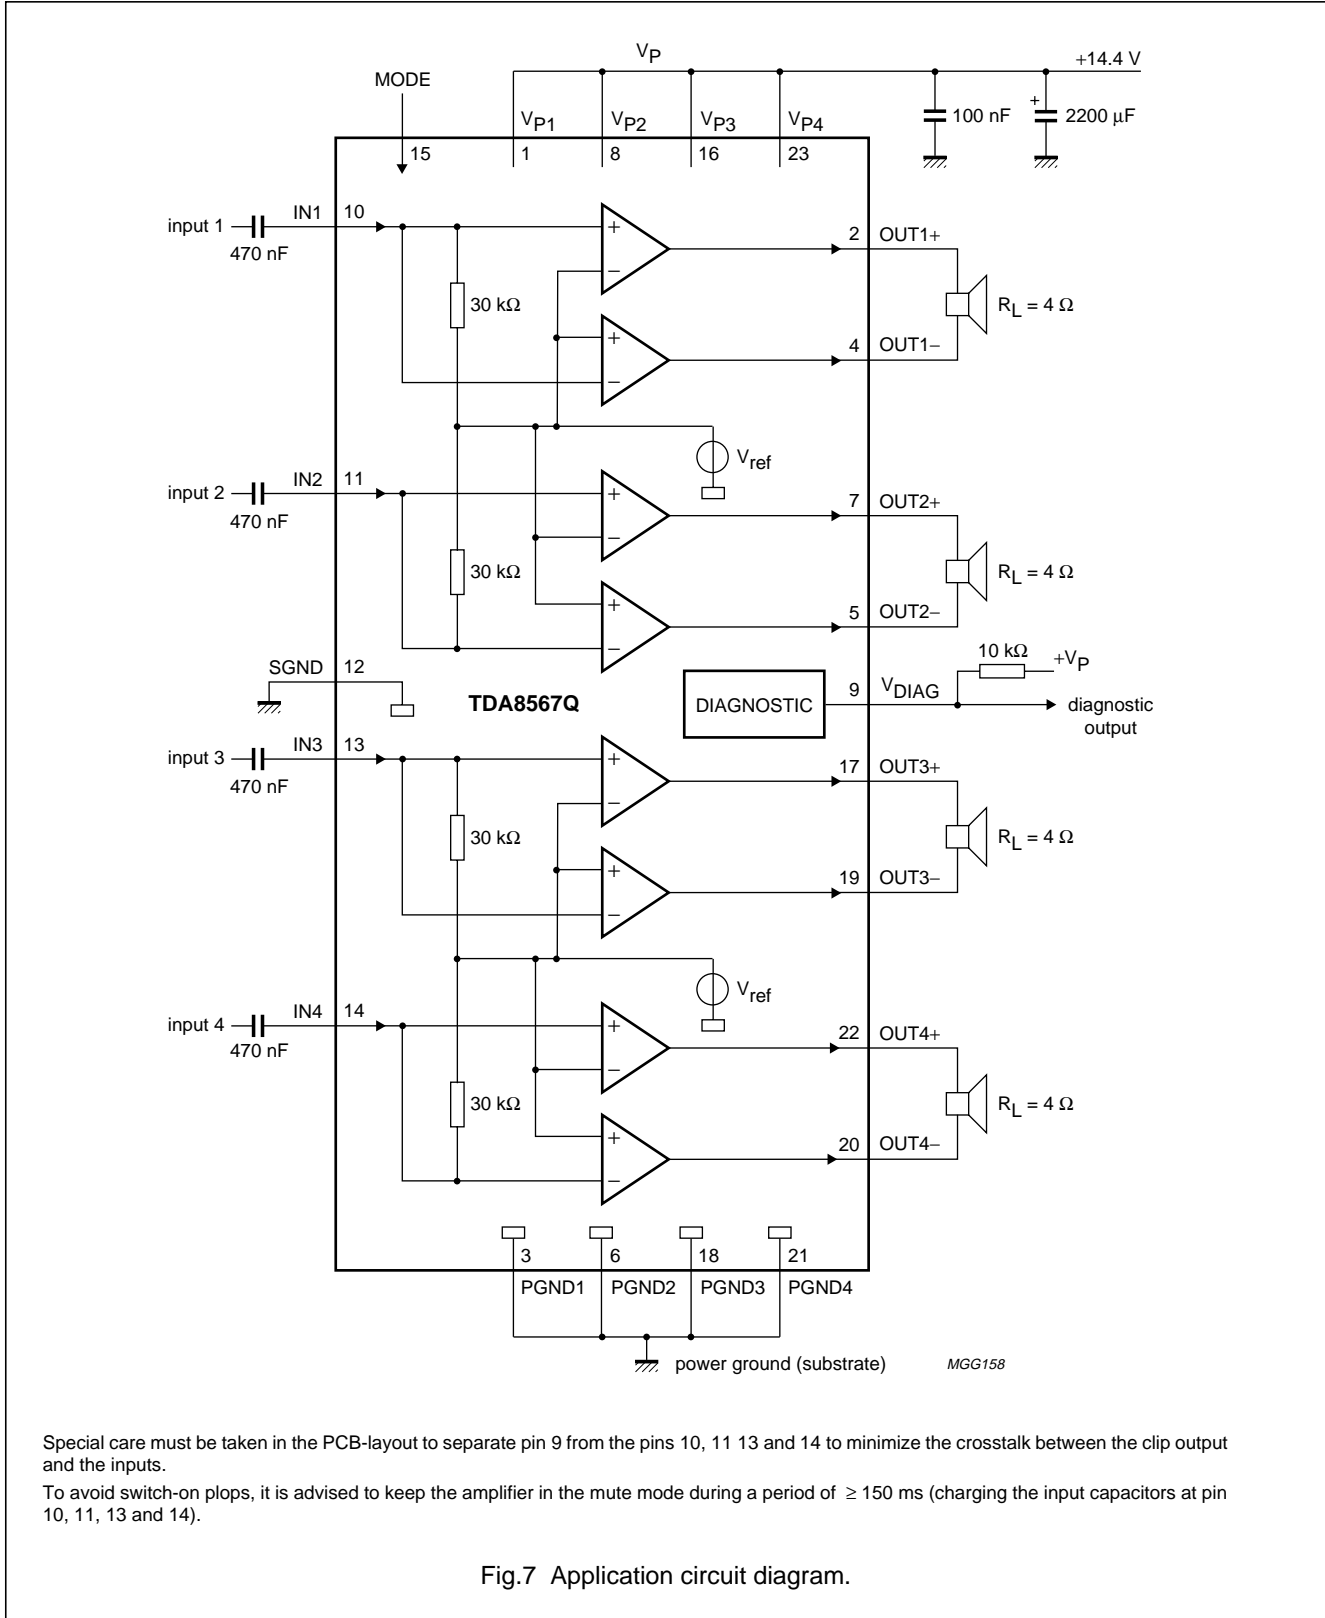 VP
+14.4 V
MODE
VP1
VP2
VP3
VP4
100 nF
+
2200 μF
15
1
8
16
23
input 1
IN1
10
470 nF
+
−
2
OUT1+
30 kΩ
RL = 4 Ω
+
−
4
OUT1−
Vref
input 2
IN2
11
470 nF
+
−
7
OUT2+
30 kΩ
RL = 4 Ω
+
−
5
OUT2−
SGND
12
TDA8567Q
DIAGNOSTIC
9
VDIAG
10 kΩ
+VP
diagnostic
output
input 3
IN3
13
470 nF
+
−
17
OUT3+
30 kΩ
RL = 4 Ω
+
−
19
OUT3−
Vref
input 4
IN4
14
470 nF
+
−
22
OUT4+
30 kΩ
RL = 4 Ω
+
−
20
OUT4−
3
6
18
21
PGND1
PGND2
PGND3
PGND4
power ground (substrate)
MGG158
Special care must be taken in the PCB-layout to separate pin 9 from the pins 10, 11 13 and 14 to minimize the crosstalk between the clip output
and the inputs.
To avoid switch-on plops, it is advised to keep the amplifier in the mute mode during a period of ≥ 150 ms (charging the input capacitors at pin
10, 11, 13 and 14).
Fig.7 Application circuit diagram.